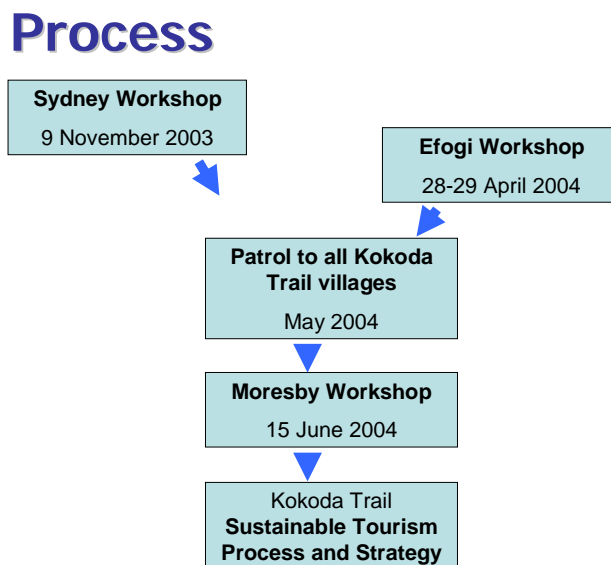 Process
Sydney Workshop
9 November 2003
Efogi Workshop
28-29 April 2004
Patrol to all Kokoda
Trail villages
May 2004
Moresby Workshop
15 June 2004
Kokoda Trail
Sustainable Tourism
Process and Strategy